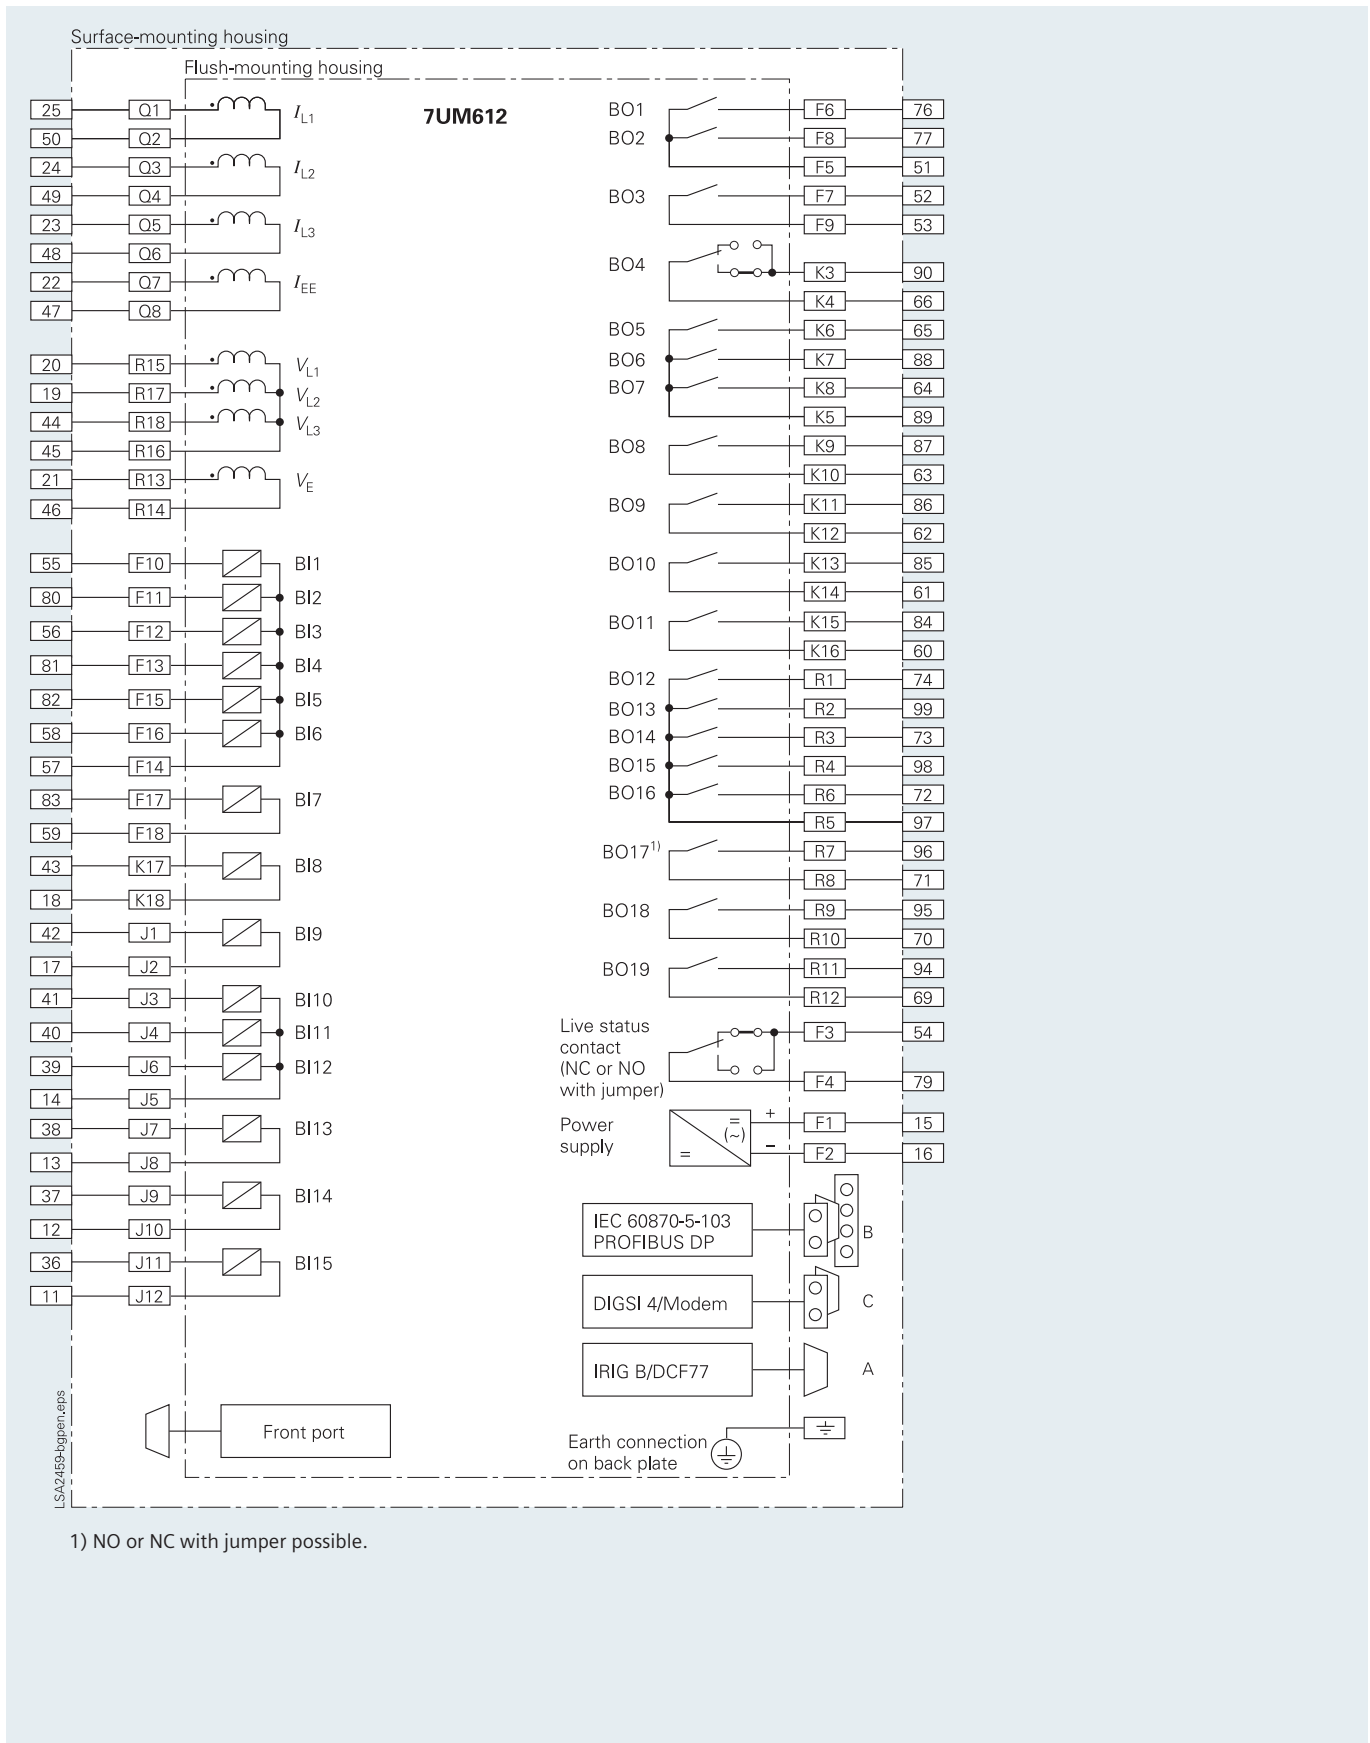 Surface-mounting housing
Flush-mounting housing
7UM612
25 Q1 I L1
50 Q2
24 Q3 I L2
49 Q4
23 Q5 I L3
48 Q6
22 Q7 I EE
47 Q8
20 R15 V L1
19 R17 V L2
44 R18 V L3
45 R16
21 R13 V E
46 R14
55 F10 BI1
80 F11 BI2
56 F12 BI3
81 F13 BI4
82 F15 BI5
58 F16 BI6
57 F14
83 F17 BI7
59 F18
43 K17 BI8
18 K18
42 J1 BI9
17 J2
41 J3 BI10
40 J4 BI11
39 J6 BI12
14 J5
38 J7 BI13
13 J8
37 J9 BI14
12 J10
36 J11 BI15
11 J12
Front port
LSA2459-bgpen.eps
BO1 F6 76
BO2 F8 77
F5 51
BO3 F7 52
F9 53
BO4 K3 90
K4 66
BO5 K6 65
BO6 K7 88
BO7 K8 64
K5 89
BO8 K9 87
K10 63
BO9 K11 86
K12 62
BO10 K13 85
K14 61
BO11 K15 84
K16 60
BO12 R1 74
BO13 R2 99
BO14 R3 73
BO15 R4 98
BO16 R6 72
R5 97
BO17 1) R7 96
R8 71
BO18 R9 95
R10 70
BO19 R11 94
R12 69
Live status F3 54
contact
(NC or NO
with jumper) F4 79
Power + F1 15
supply = (~) = − F2 16
IEC 60870-5-103
PROFIBUS DP B
DIGSI 4/Modem C
IRIG B/DCF77 A
Earth connection
on back plate
1) NO or NC with jumper possible.